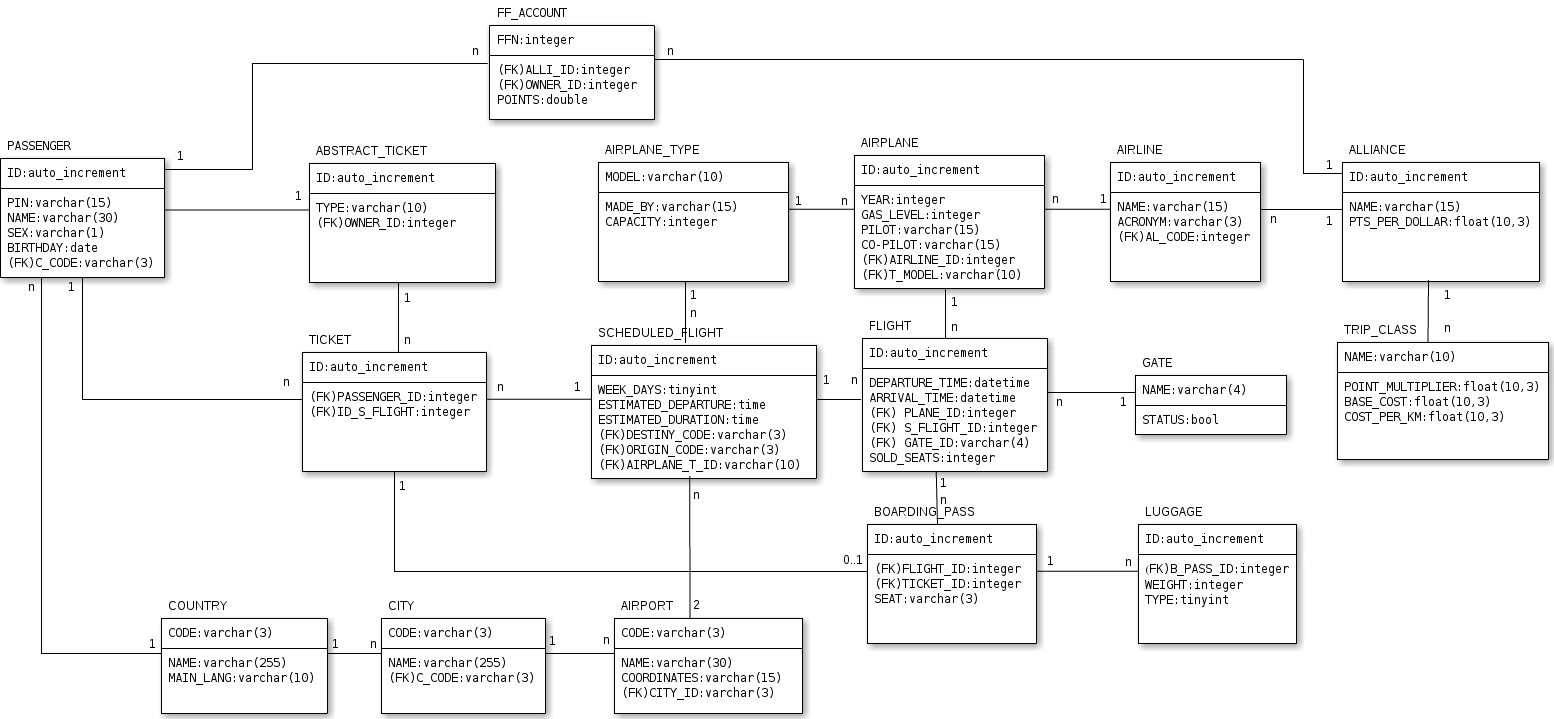 FF_ACCOUNT
FFN:integer
(FK)ALLI_ID:integer
(FK)OWNER_ID:integer
POINTS:double
n
n
1
1
PASSENGER
ID:auto_increment
PIN:varchar(15)
NAME:varchar(30)
SEX:varchar(1)
BIRTHDAY:date
(FK)C_CODE:varchar(3)
n
1
1
ABSTRACT_TICKET
ID:auto_increment
TYPE:varchar(10)
(FK)OWNER_ID:integer
1
n
AIRPLANE_TYPE
MODEL:varchar(10)
MADE_BY:varchar(15)
CAPACITY:integer
1
n
1
n
AIRPLANE
ID:auto_increment
YEAR:integer
GAS_LEVEL:integer
PILOT:varchar(15)
CO-PILOT:varchar(15)
(FK)AIRLINE_ID:integer
(FK)T_MODEL:varchar(10)
n
1
1
n
AIRLINE
ID:auto_increment
NAME:varchar(15)
ACRONYM:varchar(3)
(FK)AL_CODE:integer
n
1
ALLIANCE
ID:auto_increment
NAME:varchar(15)
PTS_PER_DOLLAR:float(10,3)
1
n
TICKET
ID:auto_increment
(FK)PASSENGER_ID:integer
(FK)ID_S_FLIGHT:integer
n
n
1
1
SCHEDULED_FLIGHT
ID:auto_increment
WEEK_DAYS:tinyint
ESTIMATED_DEPARTURE:time
ESTIMATED_DURATION:time
(FK)DESTINY_CODE:varchar(3)
(FK)ORIGIN_CODE:varchar(3)
(FK)AIRPLANE_T_ID:varchar(10)
1
n
n
2
FLIGHT
ID:auto_increment
DEPARTURE_TIME:datetime
ARRIVAL_TIME:datetime
(FK) PLANE_ID:integer
(FK) S_FLIGHT_ID:integer
(FK) GATE_ID:varchar(4)
SOLD_SEATS:integer
n
1
1
n
GATE
NAME:varchar(4)
STATUS:bool
TRIP_CLASS
NAME:varchar(10)
POINT_MULTIPLIER:float(10,3)
BASE_COST:float(10,3)
COST_PER_KM:float(10,3)
BOARDING_PASS
ID:auto_increment
(FK)FLIGHT_ID:integer
(FK)TICKET_ID:integer
SEAT:varchar(3)
0..1
1
n
LUGGAGE
ID:auto_increment
(FK)B_PASS_ID:integer
WEIGHT:integer
TYPE:tinyint
COUNTRY
CODE:varchar(3)
NAME:varchar(255)
MAIN_LANG:varchar(10)
1
1
n
CITY
CODE:varchar(3)
NAME:varchar(255)
(FK)C_CODE:varchar(3)
1
n
AIRPORT
CODE:varchar(3)
NAME:varchar(30)
COORDINATES:varchar(15)
(FK)CITY_ID:varchar(3)